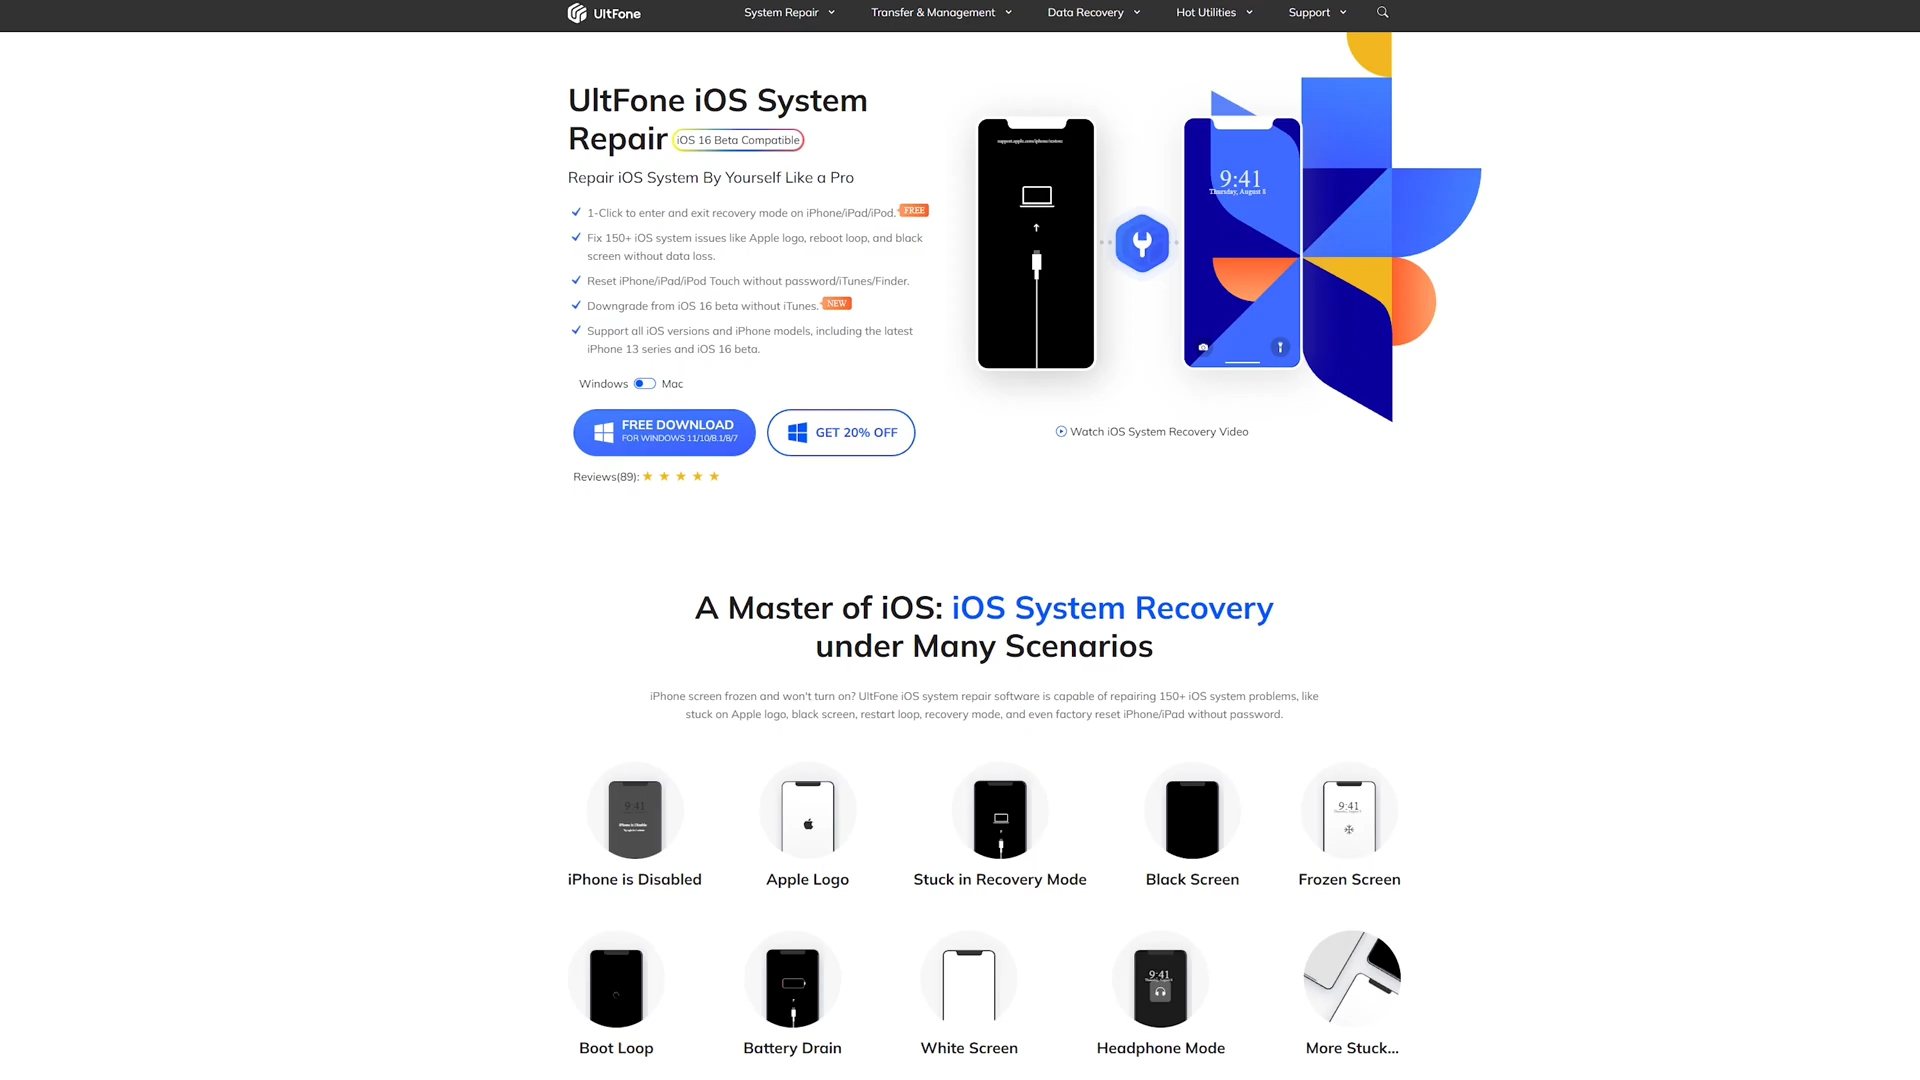 UltFone
System Repair
Transfer & Management
Data Recovery
Hot Utilities
Support
UltFone iOS System
Repair
iOS 16 Beta Compatible
Repair iOS System By Yourself Like a Pro
1-Click to enter and exit recovery mode on iPhone/iPad/iPod. FREE
Fix 150+ iOS system issues like Apple logo, reboot loop, and black
screen without data loss.
Reset iPhone/iPad/iPod Touch without password/iTunes/Finder.
Downgrade from iOS 16 beta without iTunes. NEW
Support all iOS versions and iPhone models, including the latest
iPhone 13 series and iOS 16 beta.
Windows Mac
FREE DOWNLOAD
FOR WINDOWS 11/10/8.1/8/7
GET 20% OFF
Reviews(89):
support.apple.com/iphone/restore
9:41
Thursday, August 8
Watch iOS System Recovery Video
A Master of iOS: iOS System Recovery
under Many Scenarios
iPhone screen frozen and won't turn on? UltFone iOS system repair software is capable of repairing 150+ iOS system problems, like
stuck on Apple logo, black screen, restart loop, recovery mode, and even factory reset iPhone/iPad without password.
9:41
iPhone is Disabled
9:41
iPhone is Disabled
Apple Logo
Stuck in Recovery Mode
Black Screen
Frozen Screen
9:41
Boot Loop
Battery Drain
White Screen
Headphone Mode
More Stuck...